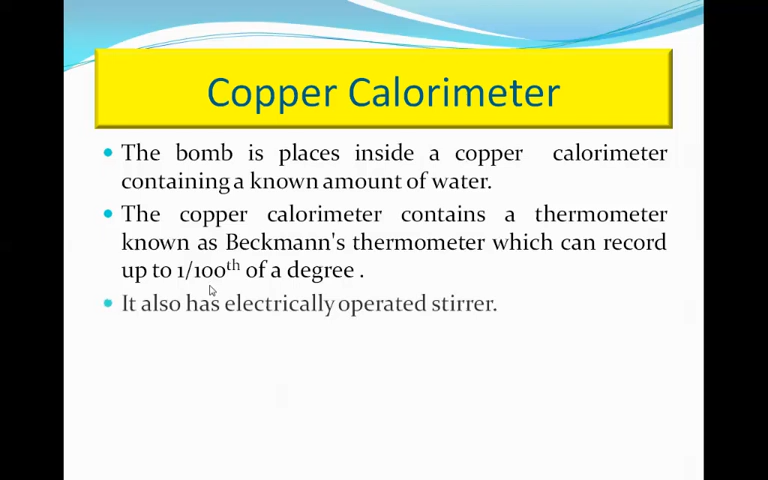 Copper Calorimeter
• The bomb is places inside a copper calorimeter
containing a known amount of water.
• The copper calorimeter contains a thermometer
known as Beckmann's thermometer which can record
up to 1/100th of a degree .
• It also has electrically operated stirrer.